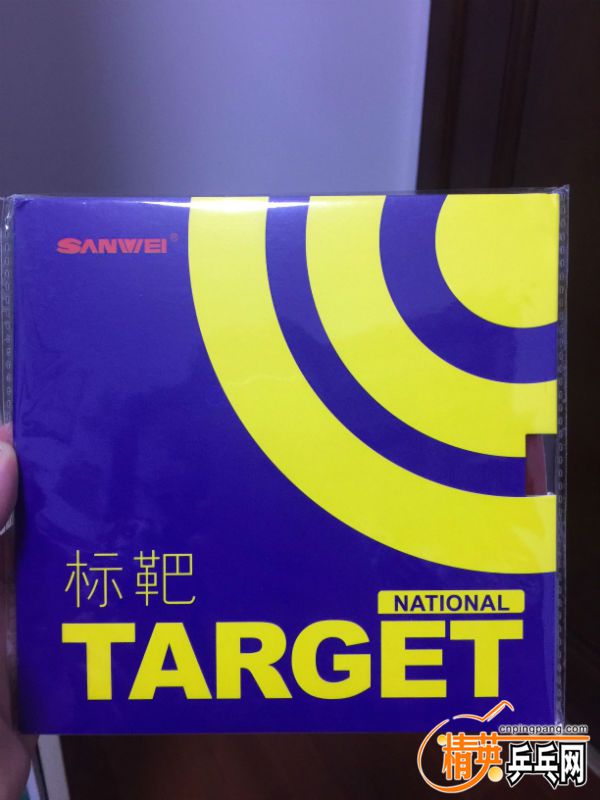 SANWEI®
标靶
NATIONAL
TARGET
cnpingpang.com
精英乒乓网